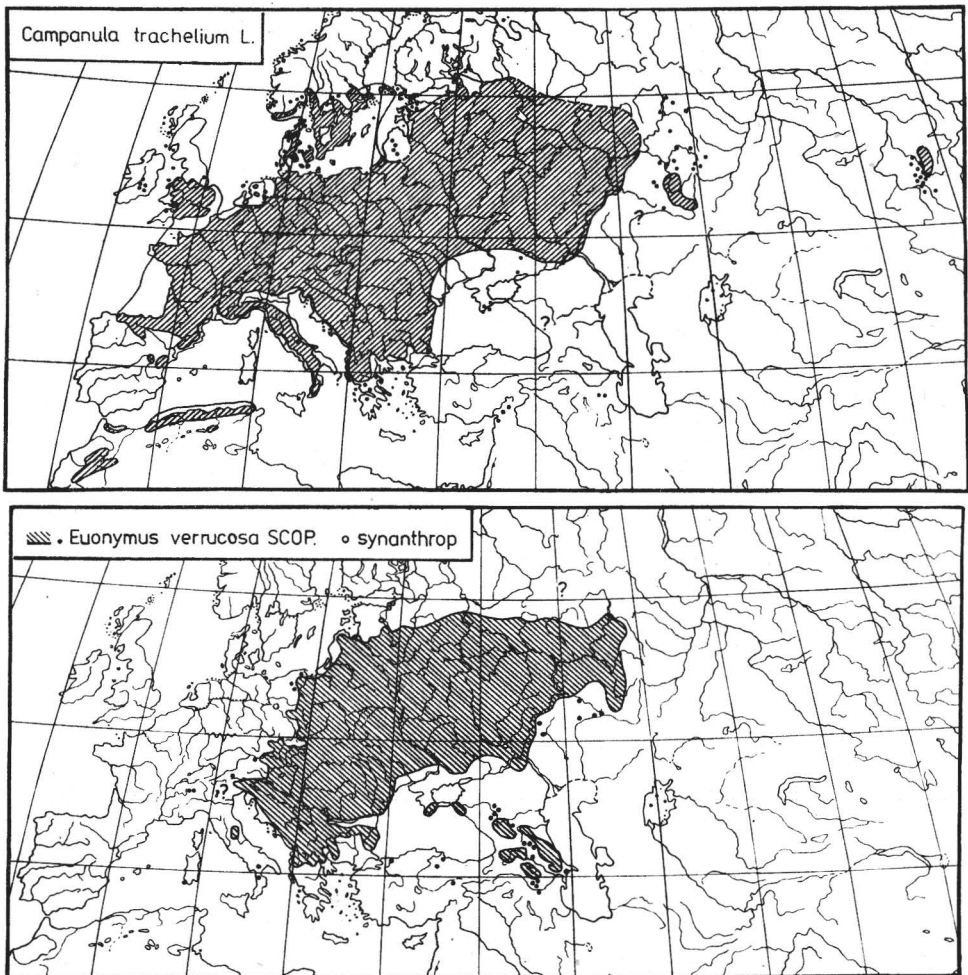 Campanula trachelium L.
?
?
. Euonymus verrucosa SCOP. o synanthrop
?
?